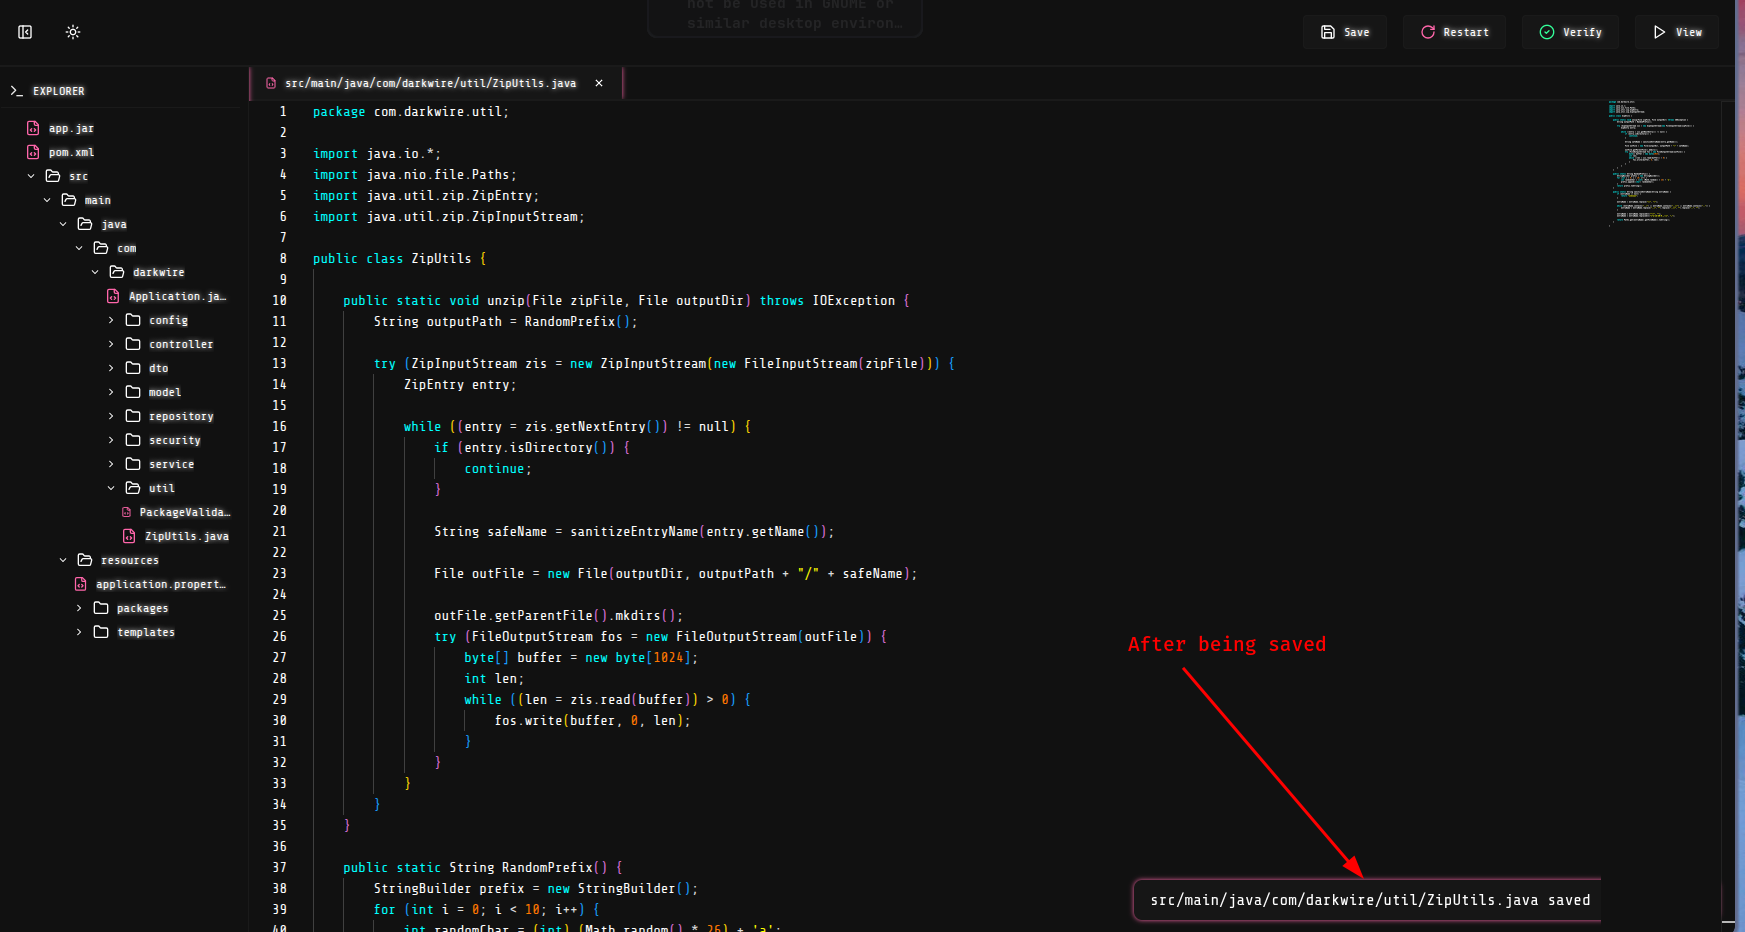 not be used in GNOME or
similar desktop environ…
Save
Restart
Verify
View
EXPLORER
app.jar
pom.xml
src
main
java
com
darkwire
Application.ja…
config
controller
dto
model
repository
security
service
util
PackageValida…
ZipUtils.java
resources
application.propert…
packages
templates
src/main/java/com/darkwire/util/ZipUtils.java ×
1 package com.darkwire.util;
2
3 import java.io.*;
4 import java.nio.file.Paths;
5 import java.util.zip.ZipEntry;
6 import java.util.zip.ZipInputStream;
7
8 public class ZipUtils {
9
10 public static void unzip(File zipFile, File outputDir) throws IOException {
11 String outputPath = RandomPrefix();
12
13 try (ZipInputStream zis = new ZipInputStream(new FileInputStream(zipFile))) {
14 ZipEntry entry;
15
16 while ((entry = zis.getNextEntry()) != null) {
17 if (entry.isDirectory()) {
18 continue;
19 }
20
21 String safeName = sanitizeEntryName(entry.getName());
22
23 File outFile = new File(outputDir, outputPath + "/" + safeName);
24
25 outFile.getParentFile().mkdirs();
26 try (FileOutputStream fos = new FileOutputStream(outFile)) {
27 byte[] buffer = new byte[1024];
28 int len;
29 while ((len = zis.read(buffer)) > 0) {
30 fos.write(buffer, 0, len);
31 }
32 }
33 }
34 }
35 }
36
37 public static String RandomPrefix() {
38 StringBuilder prefix = new StringBuilder();
39 for (int i = 0; i < 10; i++) {
40 int randomChar = (int) (Math.random() * 26) + 'a';
After being saved
src/main/java/com/darkwire/util/ZipUtils.java saved